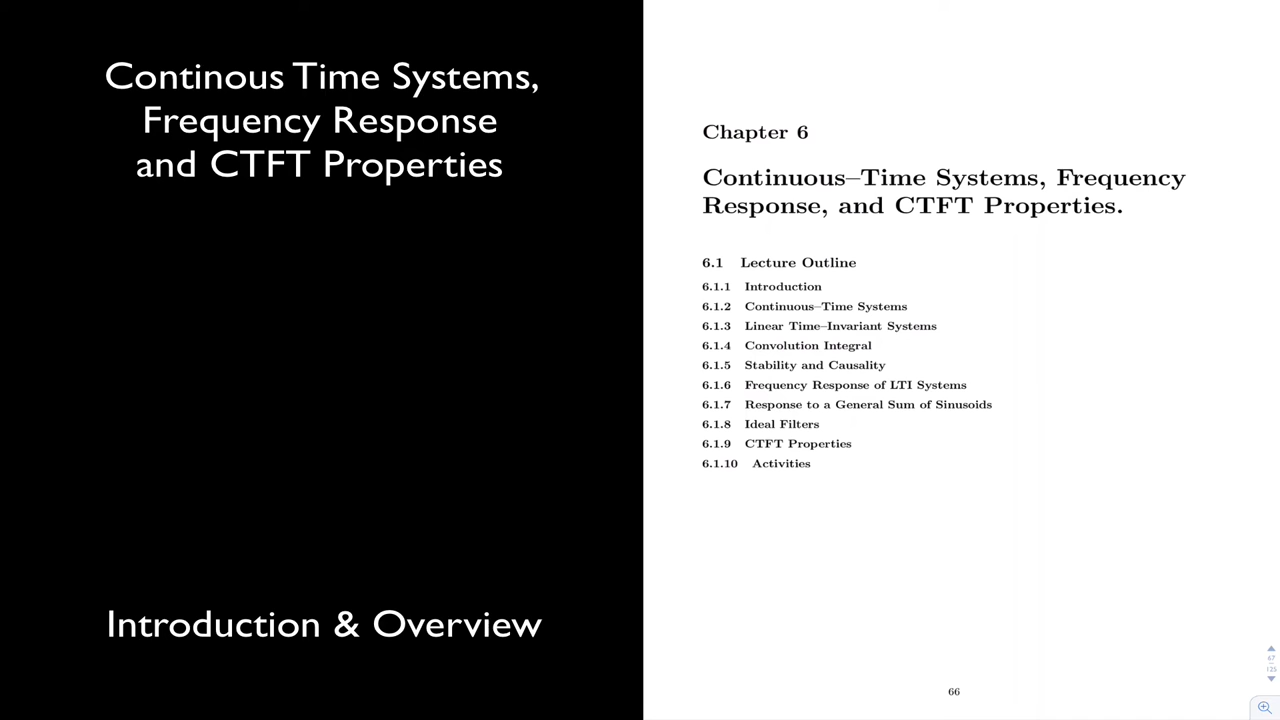 Continous Time Systems,
Frequency Response
and CTFT Properties
Introduction & Overview
Chapter 6
Continuous–Time Systems, Frequency
Response, and CTFT Properties.
6.1 Lecture Outline
6.1.1 Introduction
6.1.2 Continuous–Time Systems
6.1.3 Linear Time–Invariant Systems
6.1.4 Convolution Integral
6.1.5 Stability and Causality
6.1.6 Frequency Response of LTI Systems
6.1.7 Response to a General Sum of Sinusoids
6.1.8 Ideal Filters
6.1.9 CTFT Properties
6.1.10 Activities
66
67
125